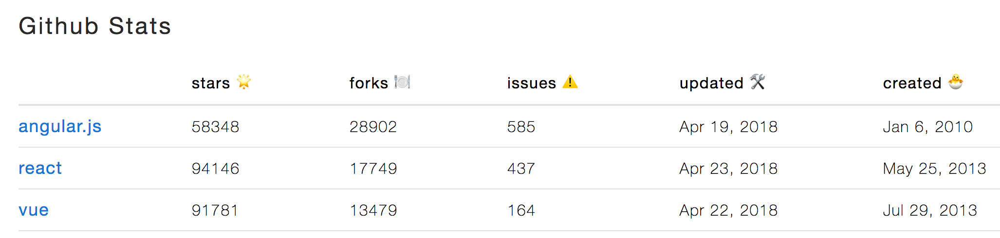 Github Stats
stars 🌟 forks 🍽 issues ⚠️ updated 🛠 created 🐣
angular.js 58348 28902 585 Apr 19, 2018 Jan 6, 2010
react 94146 17749 437 Apr 23, 2018 May 25, 2013
vue 91781 13479 164 Apr 22, 2018 Jul 29, 2013